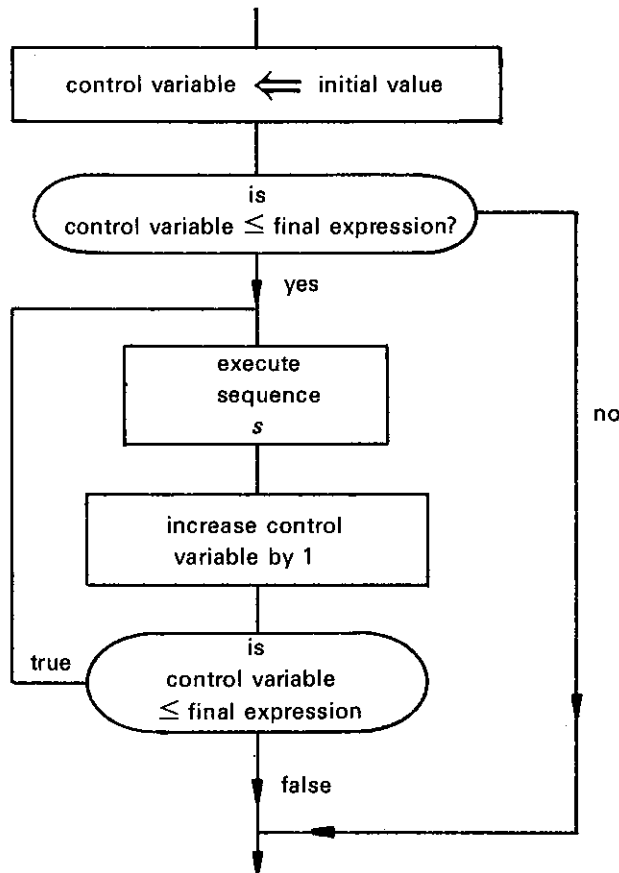 control variable ⇐ initial value
is
control variable ≤ final expression?
yes
execute
sequence
s
no
increase control
variable by 1
is
true
control variable
≤ final expression
false